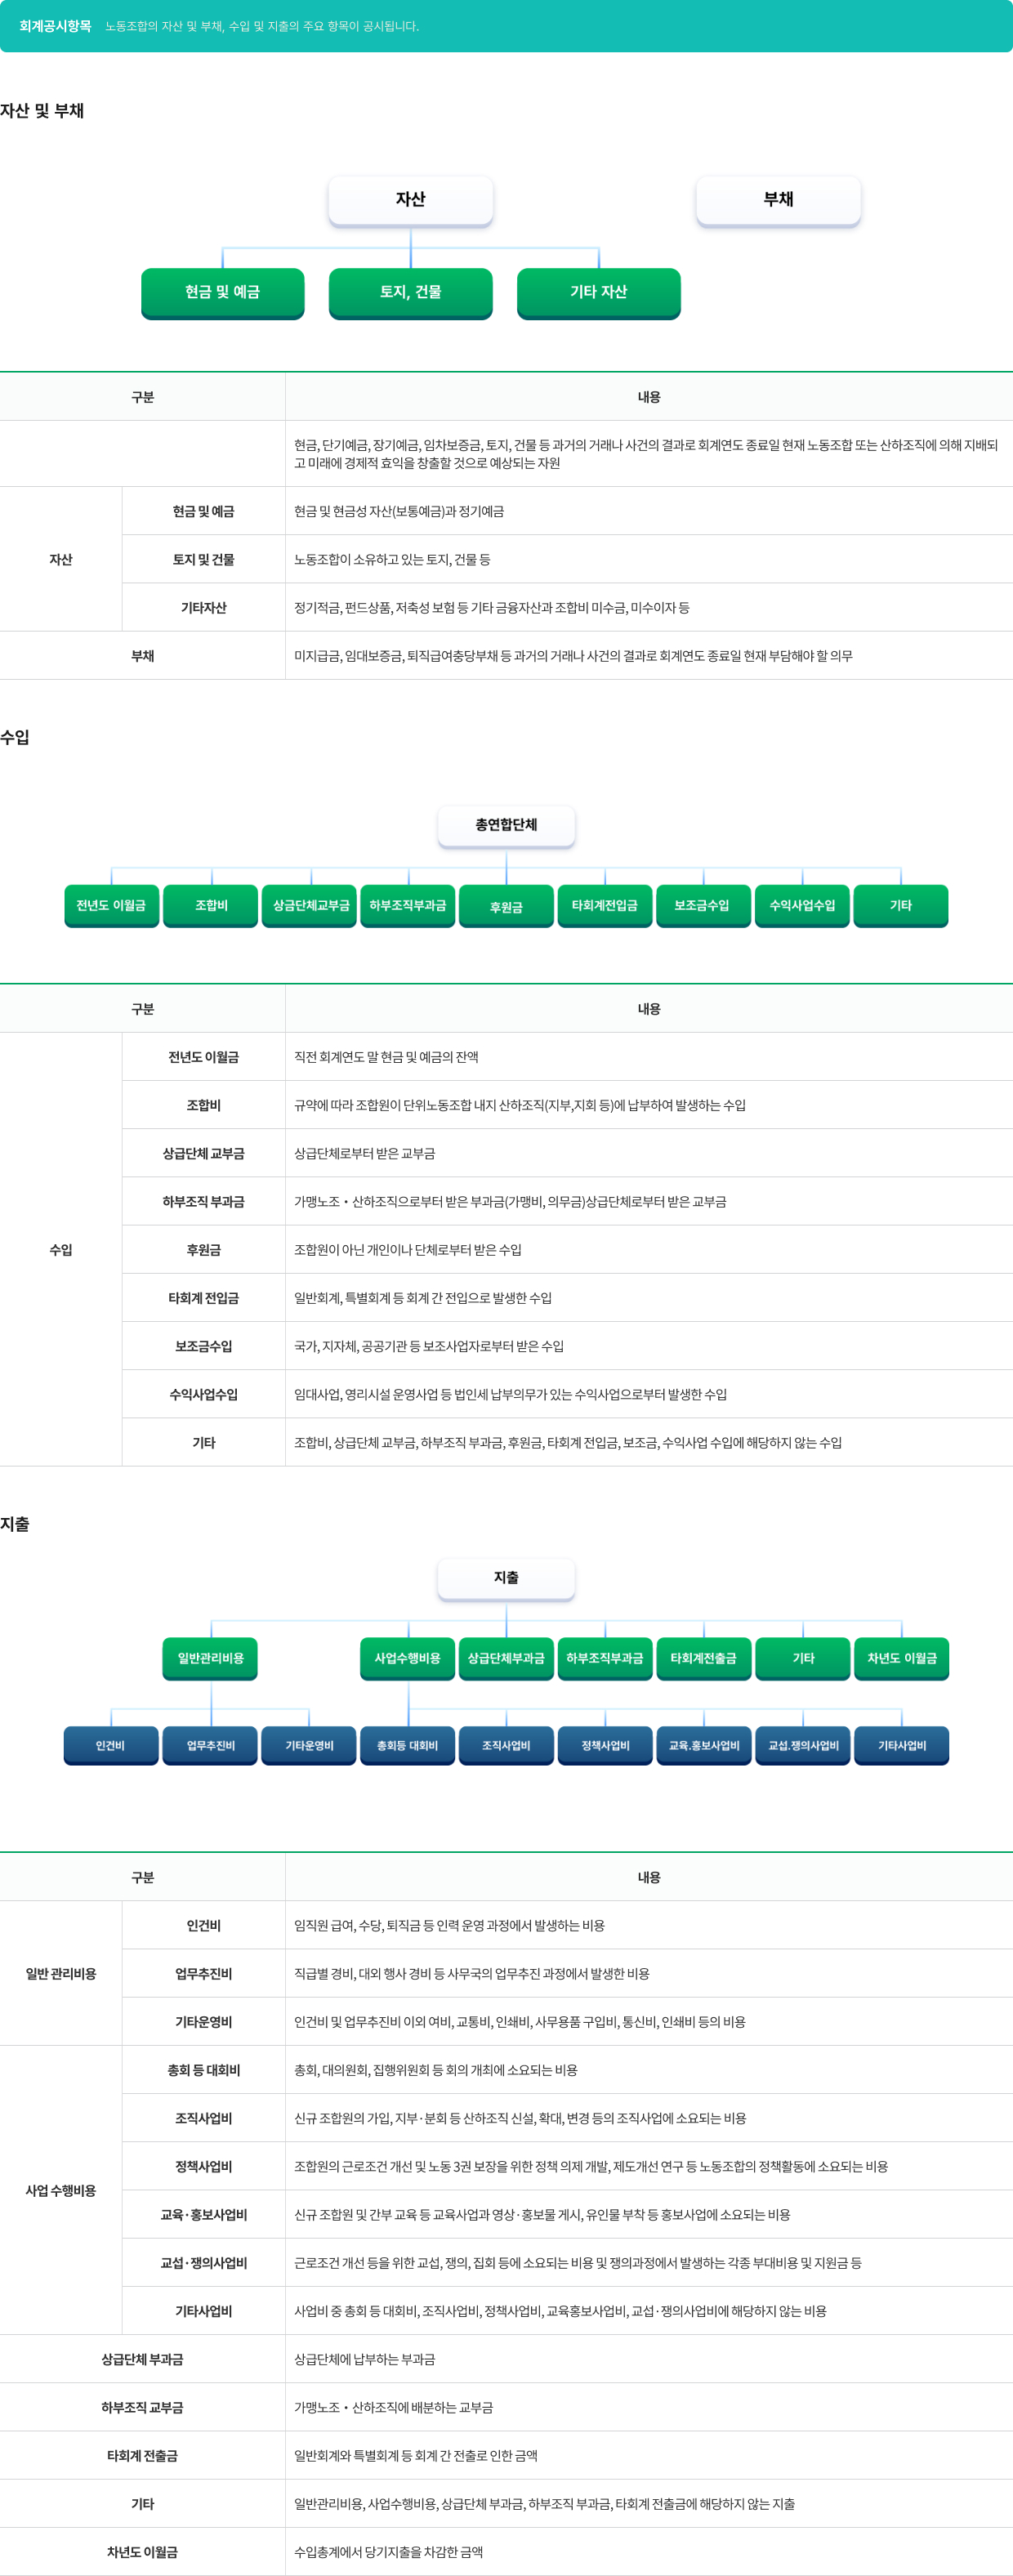 회계공시항목 노동조합의 자산 및 부채, 수입 및 지출의 주요 항목이 공시됩니다.
자산 및 부채
자산 부채
현금 및 예금 토지, 건물 기타 자산
구분 내용
현금, 단기예금, 장기예금, 임차보증금, 토지, 건물 등 과거의 거래나 사건의 결과로 회계연도 종료일 현재 노동조합 또는 산하조직에 의해 지배되
고 미래에 경제적 효익을 창출할 것으로 예상되는 자원
현금 및 예금 현금 및 현금성 자산(보통예금)과 정기예금
자산 토지 및 건물 노동조합이 소유하고 있는 토지, 건물 등
기타자산 정기적금, 펀드상품, 저축성 보험 등 기타 금융자산과 조합비 미수금, 미수이자 등
부채 미지급금, 임대보증금, 퇴직급여충당부채 등 과거의 거래나 사건의 결과로 회계연도 종료일 현재 부담해야 할 의무
수입
총연합단체
전년도 이월금 조합비 상금단체교부금 하부조직부과금 후원금 타회계전입금 보조금수입 수익사업수입 기타
구분 내용
전년도 이월금 직전 회계연도 말 현금 및 예금의 잔액
조합비 규약에 따라 조합원이 단위노동조합 내지 산하조직(지부,지회 등)에 납부하여 발생하는 수입
상급단체 교부금 상급단체로부터 받은 교부금
하부조직 부과금 가맹노조・산하조직으로부터 받은 부과금(가맹비, 의무금)상급단체로부터 받은 교부금
수입 후원금 조합원이 아닌 개인이나 단체로부터 받은 수입
타회계 전입금 일반회계, 특별회계 등 회계 간 전입으로 발생한 수입
보조금수입 국가, 지자체, 공공기관 등 보조사업자로부터 받은 수입
수익사업수입 임대사업, 영리시설 운영사업 등 법인세 납부의무가 있는 수익사업으로부터 발생한 수입
기타 조합비, 상급단체 교부금, 하부조직 부과금, 후원금, 타회계 전입금, 보조금, 수익사업 수입에 해당하지 않는 수입
지출
지출
일반관리비용 사업수행비용 상급단체부과금 하부조직부과금 타회계전출금 기타 차년도 이월금
인건비 업무추진비 기타운영비 총회등 대회비 조직사업비 정책사업비 교육.홍보사업비 교섭.쟁의사업비 기타사업비
구분 내용
인건비 임직원 급여, 수당, 퇴직금 등 인력 운영 과정에서 발생하는 비용
일반 관리비용 업무추진비 직급별 경비, 대외 행사 경비 등 사무국의 업무추진 과정에서 발생한 비용
기타운영비 인건비 및 업무추진비 이외 여비, 교통비, 인쇄비, 사무용품 구입비, 통신비, 인쇄비 등의 비용
총회 등 대회비 총회, 대의원회, 집행위원회 등 회의 개최에 소요되는 비용
조직사업비 신규 조합원의 가입, 지부·분회 등 산하조직 신설, 확대, 변경 등의 조직사업에 소요되는 비용
정책사업비 조합원의 근로조건 개선 및 노동 3권 보장을 위한 정책 의제 개발, 제도개선 연구 등 노동조합의 정책활동에 소요되는 비용
사업 수행비용
교육·홍보사업비 신규 조합원 및 간부 교육 등 교육사업과 영상·홍보물 게시, 유인물 부착 등 홍보사업에 소요되는 비용
교섭·쟁의사업비 근로조건 개선 등을 위한 교섭, 쟁의, 집회 등에 소요되는 비용 및 쟁의과정에서 발생하는 각종 부대비용 및 지원금 등
기타사업비 사업비 중 총회 등 대회비, 조직사업비, 정책사업비, 교육홍보사업비, 교섭·쟁의사업비에 해당하지 않는 비용
상급단체 부과금 상급단체에 납부하는 부과금
하부조직 교부금 가맹노조・산하조직에 배분하는 교부금
타회계 전출금 일반회계와 특별회계 등 회계 간 전출로 인한 금액
기타 일반관리비용, 사업수행비용, 상급단체 부과금, 하부조직 부과금, 타회계 전출금에 해당하지 않는 지출
차년도 이월금 수입총계에서 당기지출을 차감한 금액